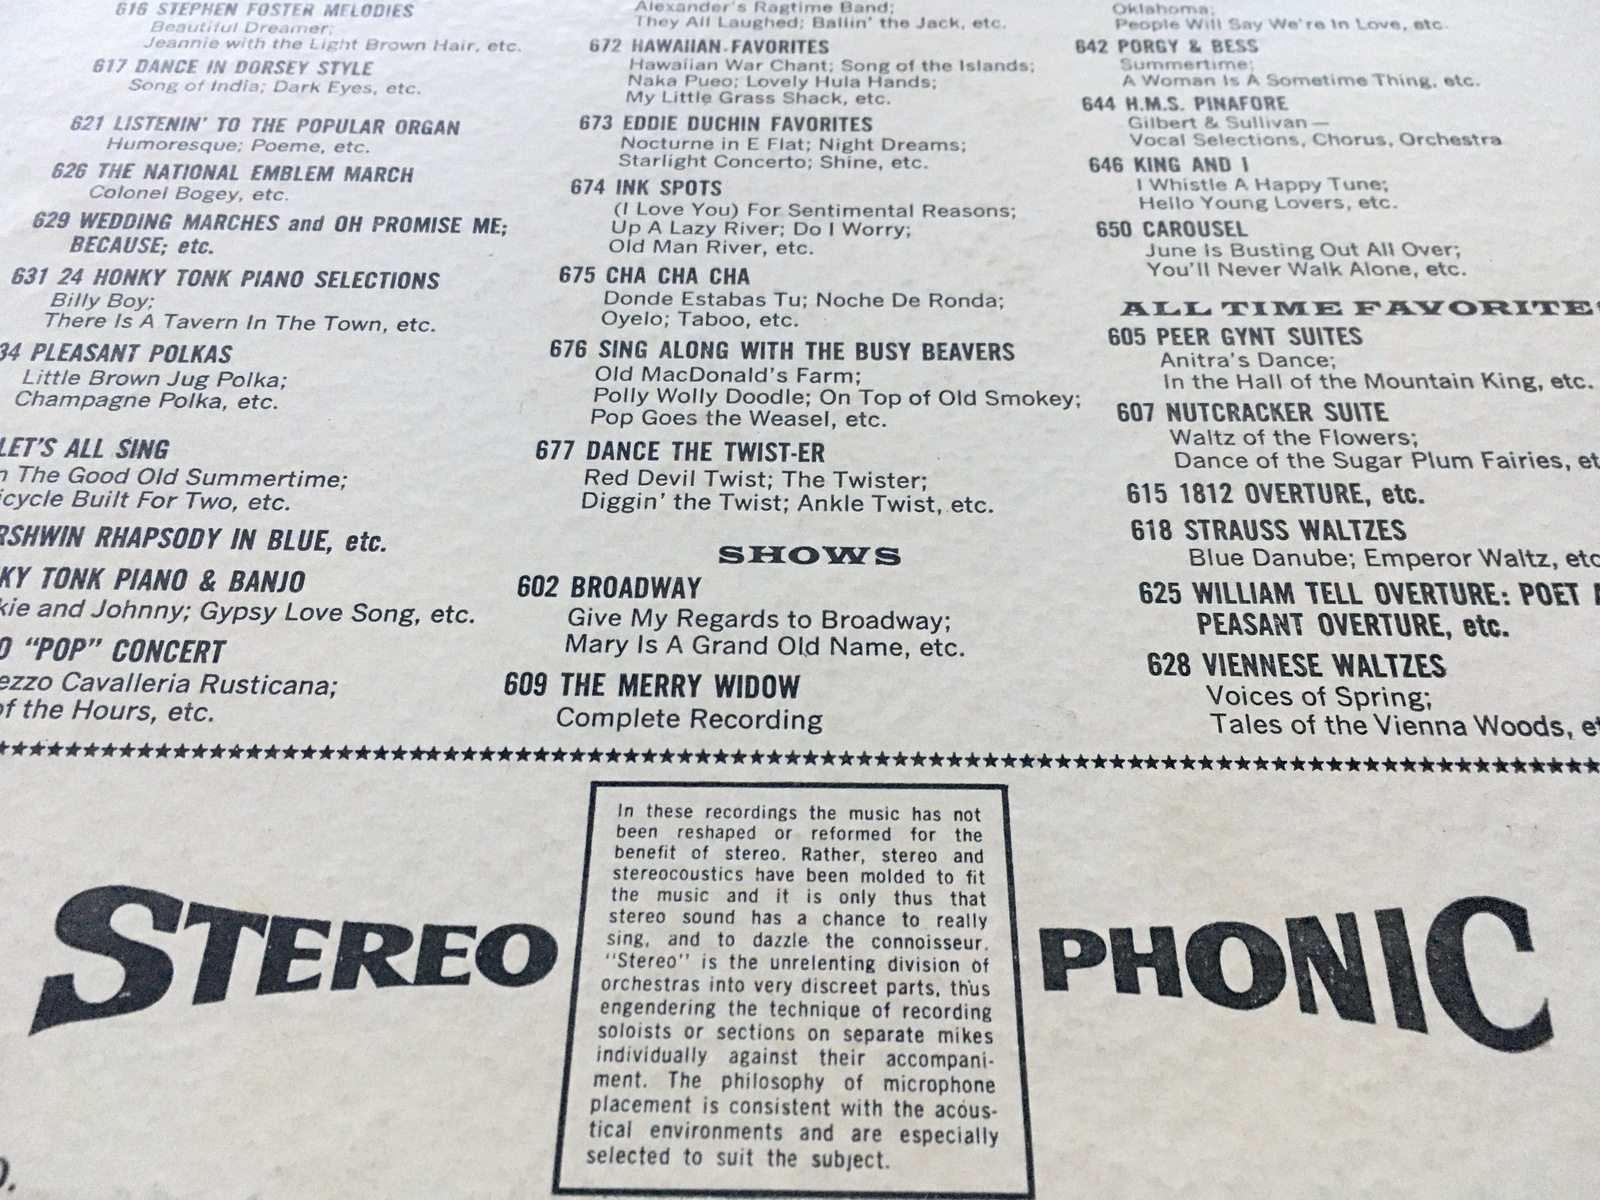 616 STEPHEN FOSTER MELODIES
Beautiful Dreamer;
Jeannie with the Light Brown Hair, etc.
617 DANCE IN DORSEY STYLE
Song of India; Dark Eyes, etc.
621 LISTENIN' TO THE POPULAR ORGAN
Humoresque; Poeme, etc.
626 THE NATIONAL EMBLEM MARCH
Colonel Bogey, etc.
629 WEDDING MARCHES and OH PROMISE ME;
BECAUSE; etc.
631 24 HONKY TONK PIANO SELECTIONS
Billy Boy;
There Is A Tavern In The Town, etc.
34 PLEASANT POLKAS
Little Brown Jug Polka;
Champagne Polka, etc.
LET'S ALL SING
n The Good Old Summertime;
icycle Built For Two, etc.
RSHWIN RHAPSODY IN BLUE, etc.
KY TONK PIANO & BANJO
kie and Johnny; Gypsy Love Song, etc.
O "POP" CONCERT
ezzo Cavalleria Rusticana;
of the Hours, etc.
Alexander's Ragtime Band;
They All Laughed; Ballin' the Jack, etc.
672 HAWAIIAN FAVORITES
Hawaiian War Chant; Song of the Islands;
Naka Pueo; Lovely Hula Hands;
My Little Grass Shack, etc.
673 EDDIE DUCHIN FAVORITES
Nocturne in E Flat; Night Dreams;
Starlight Concerto; Shine, etc.
674 INK SPOTS
(I Love You) For Sentimental Reasons;
Up A Lazy River; Do I Worry;
Old Man River, etc.
675 CHA CHA CHA
Donde Estabas Tu; Noche De Ronda;
Oyelo; Taboo, etc.
676 SING ALONG WITH THE BUSY BEAVERS
Old MacDonald's Farm;
Polly Wolly Doodle; On Top of Old Smokey;
Pop Goes the Weasel, etc.
677 DANCE THE TWIST-ER
Red Devil Twist; The Twister;
Diggin' the Twist; Ankle Twist, etc.
SHOWS
602 BROADWAY
Give My Regards to Broadway;
Mary Is A Grand Old Name, etc.
609 THE MERRY WIDOW
Complete Recording
Oklahoma;
People Will Say We're In Love, etc.
642 PORGY & BESS
Summertime;
A Woman Is A Sometime Thing, etc.
644 H.M.S. PINAFORE
Gilbert & Sullivan—
Vocal Selections, Chorus, Orchestra
646 KING AND I
I Whistle A Happy Tune;
Hello Young Lovers, etc.
650 CAROUSEL
June Is Busting Out All Over;
You'll Never Walk Alone, etc.
ALL TIME FAVORITE
605 PEER GYNT SUITES
Anitra's Dance;
In the Hall of the Mountain King, etc.
607 NUTCRACKER SUITE
Waltz of the Flowers;
Dance of the Sugar Plum Fairies, et
615 1812 OVERTURE, etc.
618 STRAUSS WALTZES
Blue Danube; Emperor Waltz, etc
625 WILLIAM TELL OVERTURE: POET
PEASANT OVERTURE, etc.
628 VIENNESE WALTZES
Voices of Spring;
Tales of the Vienna Woods, et
STEREO
In these recordings the music has not
been reshaped or reformed for the
benefit of stereo. Rather, stereo and
stereocoustics have been molded to fit
the music and it is only thus that
stereo sound has a chance to really
sing, and to dazzle the connoisseur.
"Stereo" is the unrelenting division of
orchestras into very discreet parts, thus
engendering the technique of recording
soloists or sections on separate mikes
individually against their accompani-
ment. The philosophy of microphone
placement is consistent with the acous-
tical environments and are especially
selected to suit the subject.
PHONIC